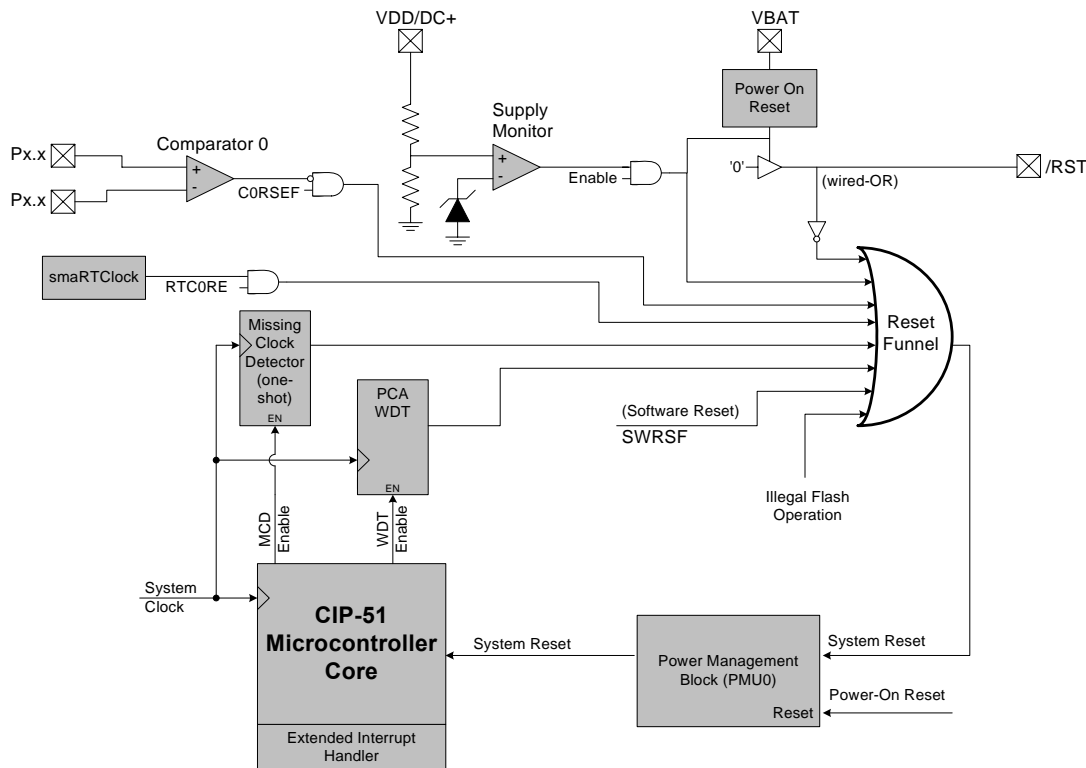 VDD/DC+
VBAT
Power On
Reset
Supply
Monitor
Comparator 0
Px.x
+
-
Px.x
C0RSEF
+
-
Enable
'0'
(wired-OR)
/RST
smaRTClock
RTC0RE
Missing
Clock
Detector
(one-
shot)
EN
PCA
WDT
EN
Reset
Funnel
(Software Reset)
SWRSF
Illegal Flash
Operation
MCD
Enable
WDT
Enable
System
Clock
CIP-51
Microcontroller
Core
Extended Interrupt
Handler
System Reset
Power Management
Block (PMU0)
Reset
System Reset
Power-On Reset